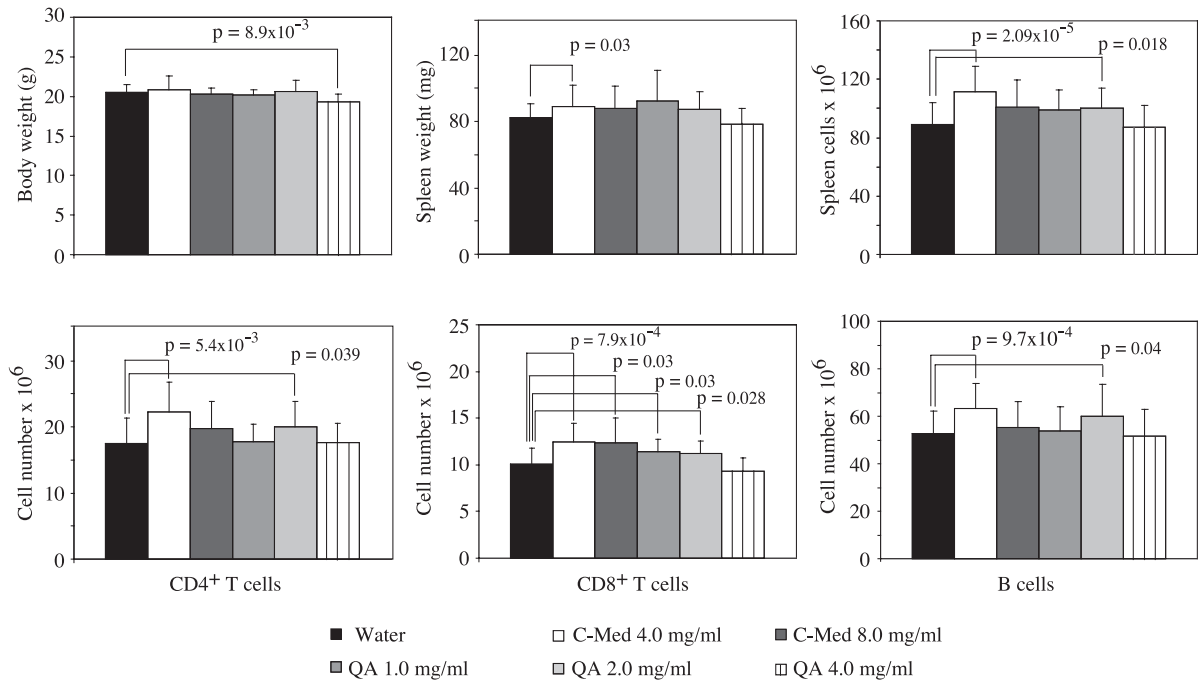 Body weight (g)
30
25
20
15
10
5
0
p = 8.9x10⁻³
Spleen weight (mg)
120
80
40
0
p = 0.03
Spleen cells x 10⁶
160
120
80
40
0
p = 2.09x10⁻⁵
p = 0.018
Cell number x 10⁶
30
20
10
0
p = 5.4x10⁻³
p = 0.039
CD4⁺ T cells
Cell number x 10⁶
25
20
15
10
5
0
p = 7.9x10⁻⁴
p = 0.03
p = 0.03
p = 0.028
CD8⁺ T cells
Cell number x 10⁶
100
80
60
40
20
0
p = 9.7x10⁻⁴
p = 0.04
B cells
Water
C-Med 4.0 mg/ml
C-Med 8.0 mg/ml
QA 1.0 mg/ml
QA 2.0 mg/ml
QA 4.0 mg/ml